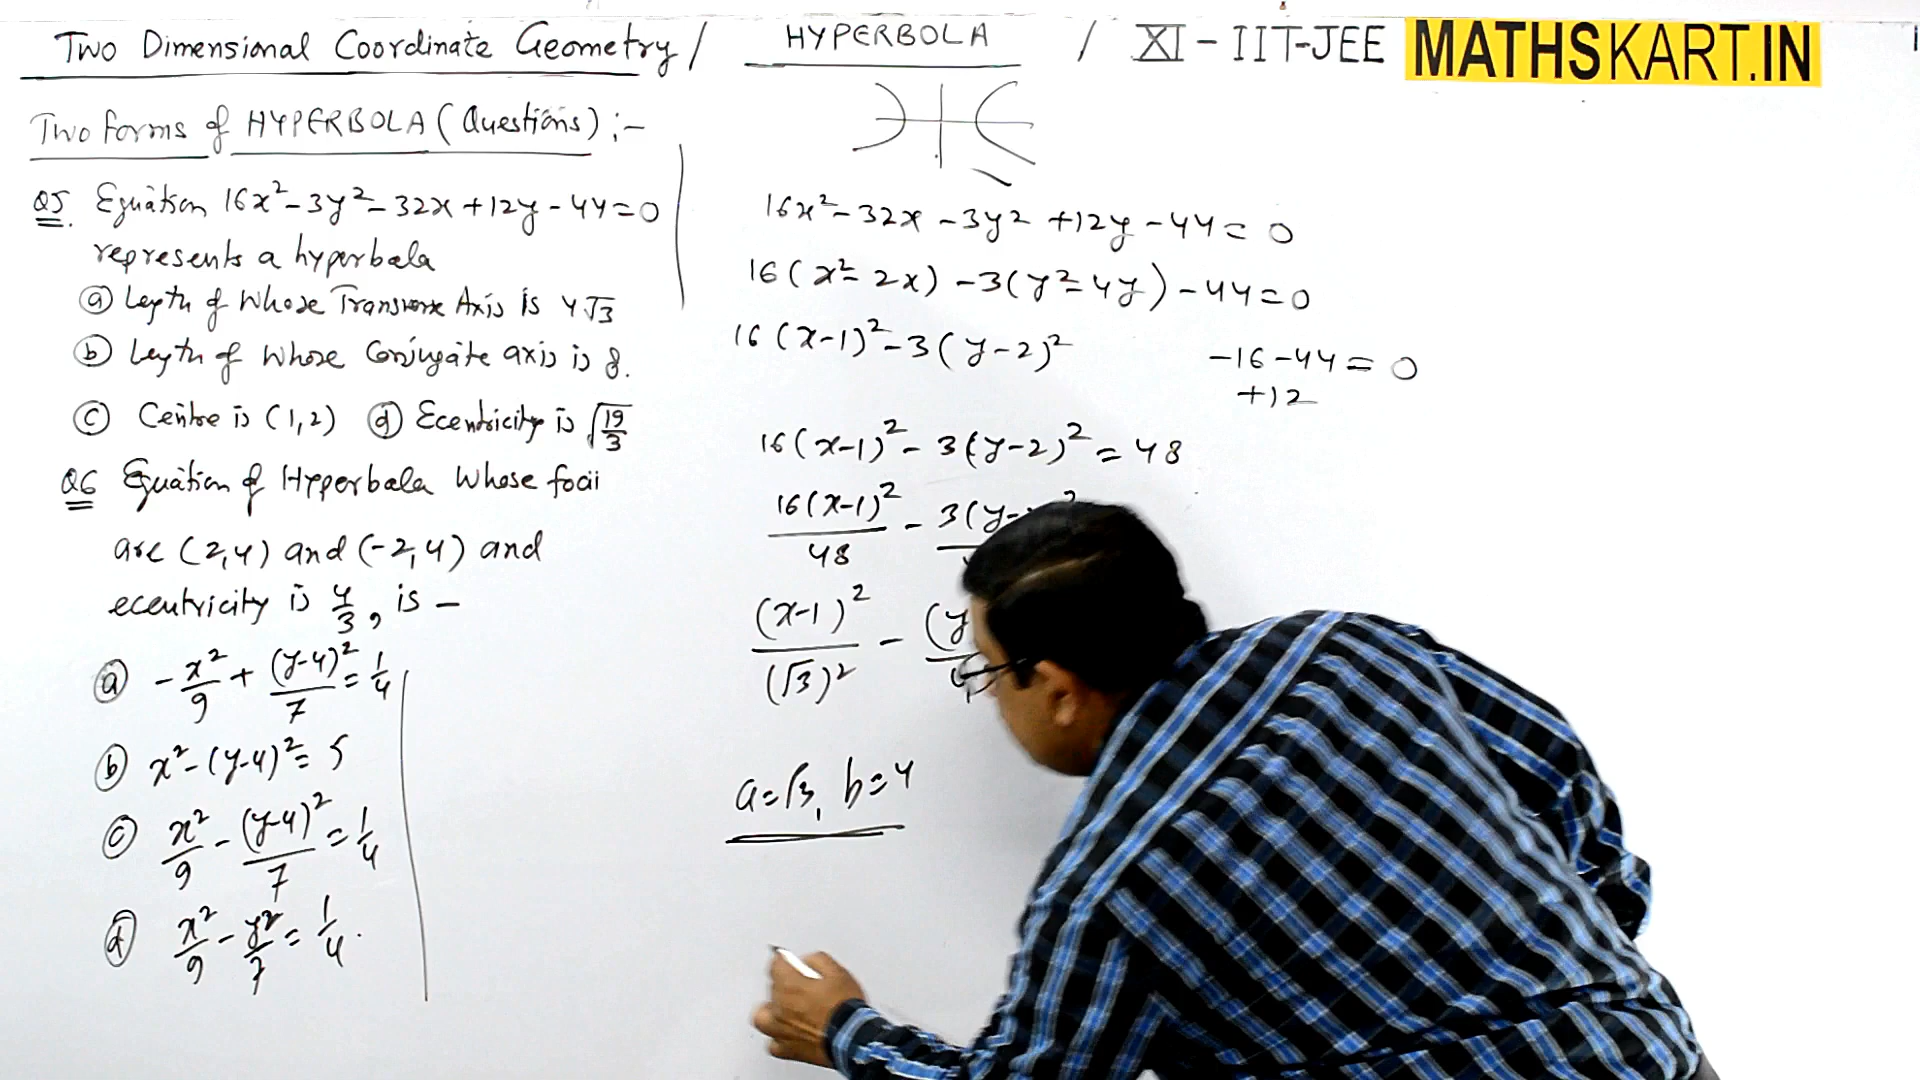 Two Dimensional Coordinate Geometry / HYPERBOLA / XI - IIT-JEE MATHSKART.IN
Two forms of HYPERBOLA (Questions) :-
Q5. Equation 16x² - 3y² - 32x + 12y - 44 = 0
represents a hyperbala
(a) Length of Whose Transverse Axis is 4√3
(b) Length of whose Conjugate axis is 8.
(c) Centre is (1,2) (d) Ecentricity is √(19/3)
Q6 Equation of Hyperbala Whose focii
are (2,4) and (-2,4) and
ecentricity is 4/3, is -
(a) -x²/9 + (y-4)²/7 = 1/4
(b) x² - (y-4)² = 5
(c) x²/9 - (y-4)²/7 = 1/4
(d) x²/9 - y²/7 = 1/4.
16x² - 32x - 3y² + 12y - 44 = 0
16(x² - 2x) - 3(y² - 4y) - 44 = 0
16(x-1)² - 3(y-2)² -16 - 44 = 0
+12
16(x-1)² - 3(y-2)² = 48
16(x-1)²/48 - 3(y-
(x-1)²/(√3)² - (y
a=√3, b=4